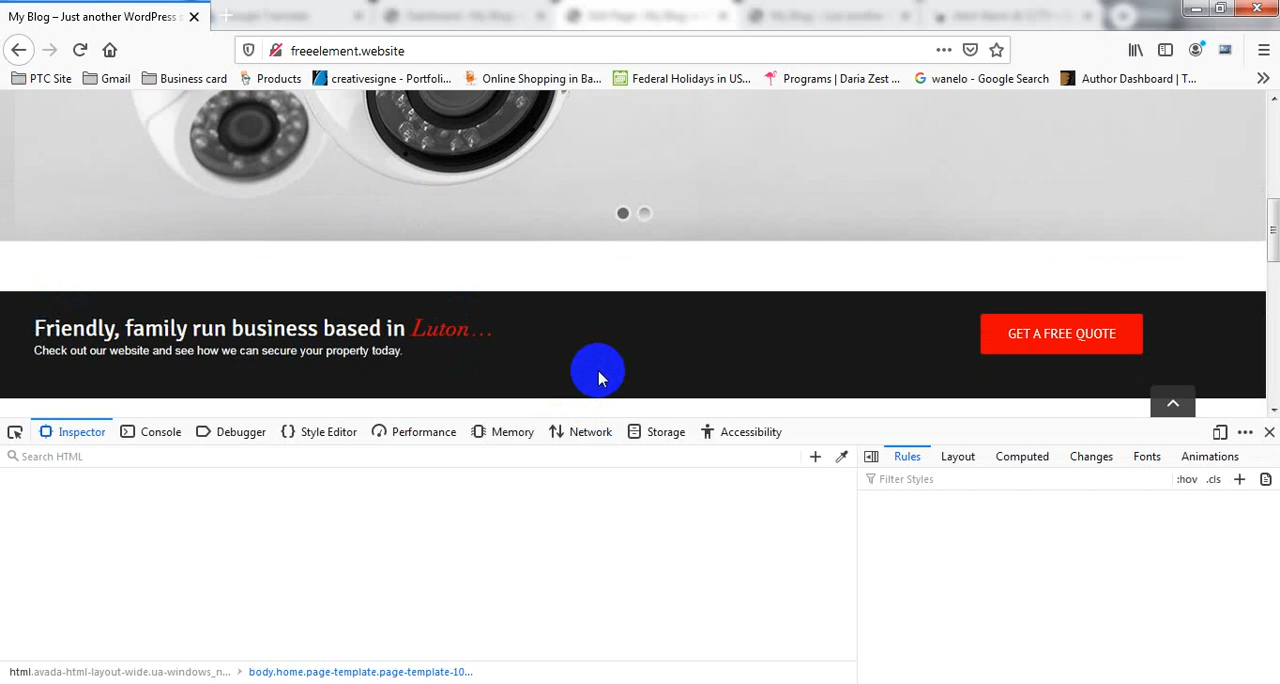 My Blog – Just another WordPress s
freeelement.website
PTC Site Gmail Business card Products creativesigne - Portfoli... Online Shopping in Ba... Federal Holidays in US... Programs | Daria Zest ... wanelo - Google Search Author Dashboard | T...
Friendly, family run business based in Luton...
Check out our website and see how we can secure your property today.
GET A FREE QUOTE
Inspector Console Debugger Style Editor Performance Memory Network Storage Accessibility
Search HTML
Rules Layout Computed Changes Fonts Animations
Filter Styles :hov .cls
html.avada-html-layout-wide.ua-windows_n... > body.home.page-template.page-template-10...